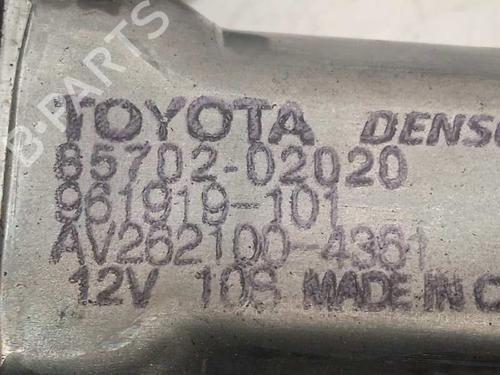 B-PARTS
TOYOTA DENSO
85702-02020
961919-101
AV262100-4361
12V 10S MADE IN C